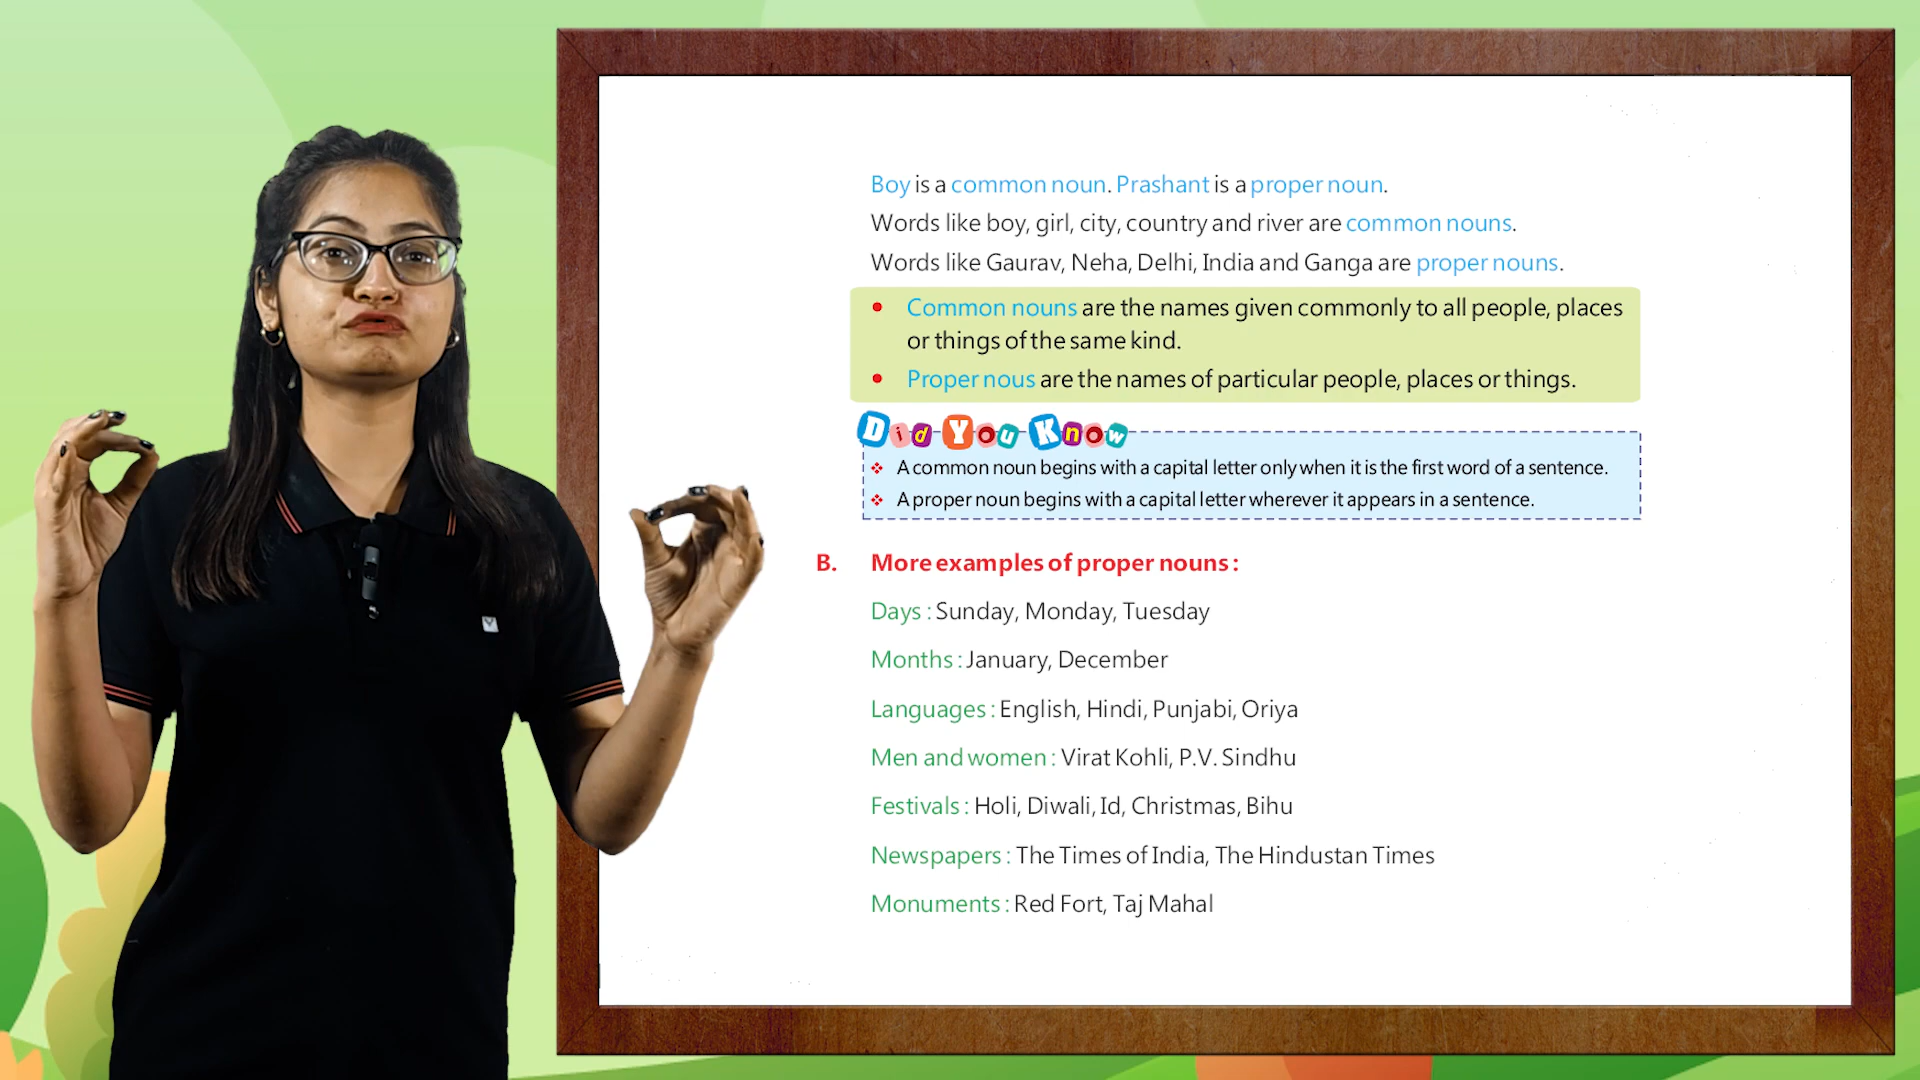 Boy is a common noun. Prashant is a proper noun.
Words like boy, girl, city, country and river are common nouns.
Words like Gaurav, Neha, Delhi, India and Ganga are proper nouns.
• Common nouns are the names given commonly to all people, places
or things of the same kind.
• Proper nous are the names of particular people, places or things.
Did You Know
❖ A common noun begins with a capital letter only when it is the first word of a sentence.
❖ A proper noun begins with a capital letter wherever it appears in a sentence.
B. More examples of proper nouns :
Days : Sunday, Monday, Tuesday
Months : January, December
Languages : English, Hindi, Punjabi, Oriya
Men and women : Virat Kohli, P.V. Sindhu
Festivals : Holi, Diwali, Id, Christmas, Bihu
Newspapers : The Times of India, The Hindustan Times
Monuments : Red Fort, Taj Mahal